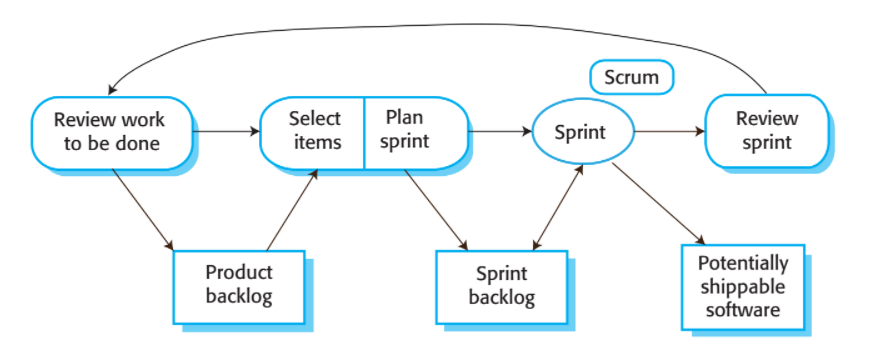 Scrum
Review work
to be done
Select
items
Plan
sprint
Sprint
Review
sprint
Product
backlog
Sprint
backlog
Potentially
shippable
software